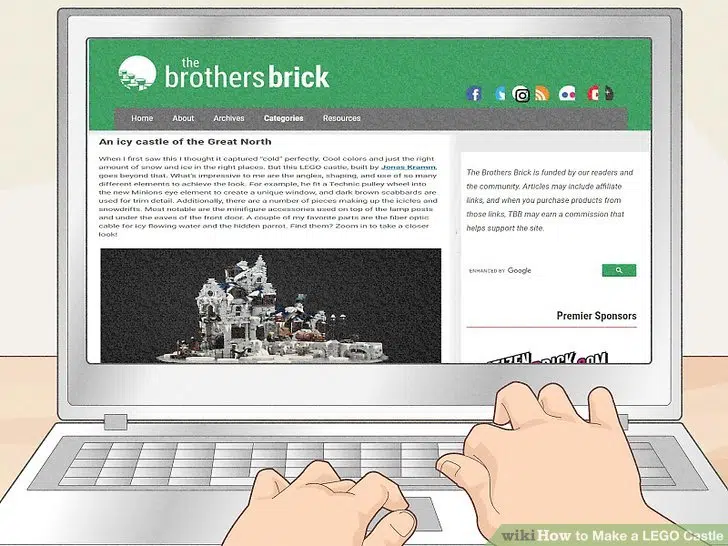 the
brothers brick
Home About Archives Categories Resources
An icy castle of the Great North
When I first saw this I thought it captured "cold" perfectly. Cool colors and just the right
amount of snow and ice in the right places. But this LEGO castle, built by Jonas Kramm,
goes beyond that. What's impressive to me are the angles, shaping, and use of so many
different elements to achieve the look. For example, he fit a Technic pulley wheel into
the new Minions eye element to create a unique window, and dark brown scabbards are
used for trim detail. Additionally, there are a number of pieces making up the icicles and
snowdrifts. Most notable are the minifigure accessories used on top of the lamp posts
and under the eaves of the front door. A couple of my favorite parts are the fiber optic
cable for icy flowing water and the hidden parrot. Find them? Zoom in to take a closer
look!
The Brothers Brick is funded by our readers and
the community. Articles may include affiliate
links, and when you purchase products from
those links, TBB may earn a commission that
helps support the site.
ENHANCED BY Google
Premier Sponsors
wikiHow to Make a LEGO Castle